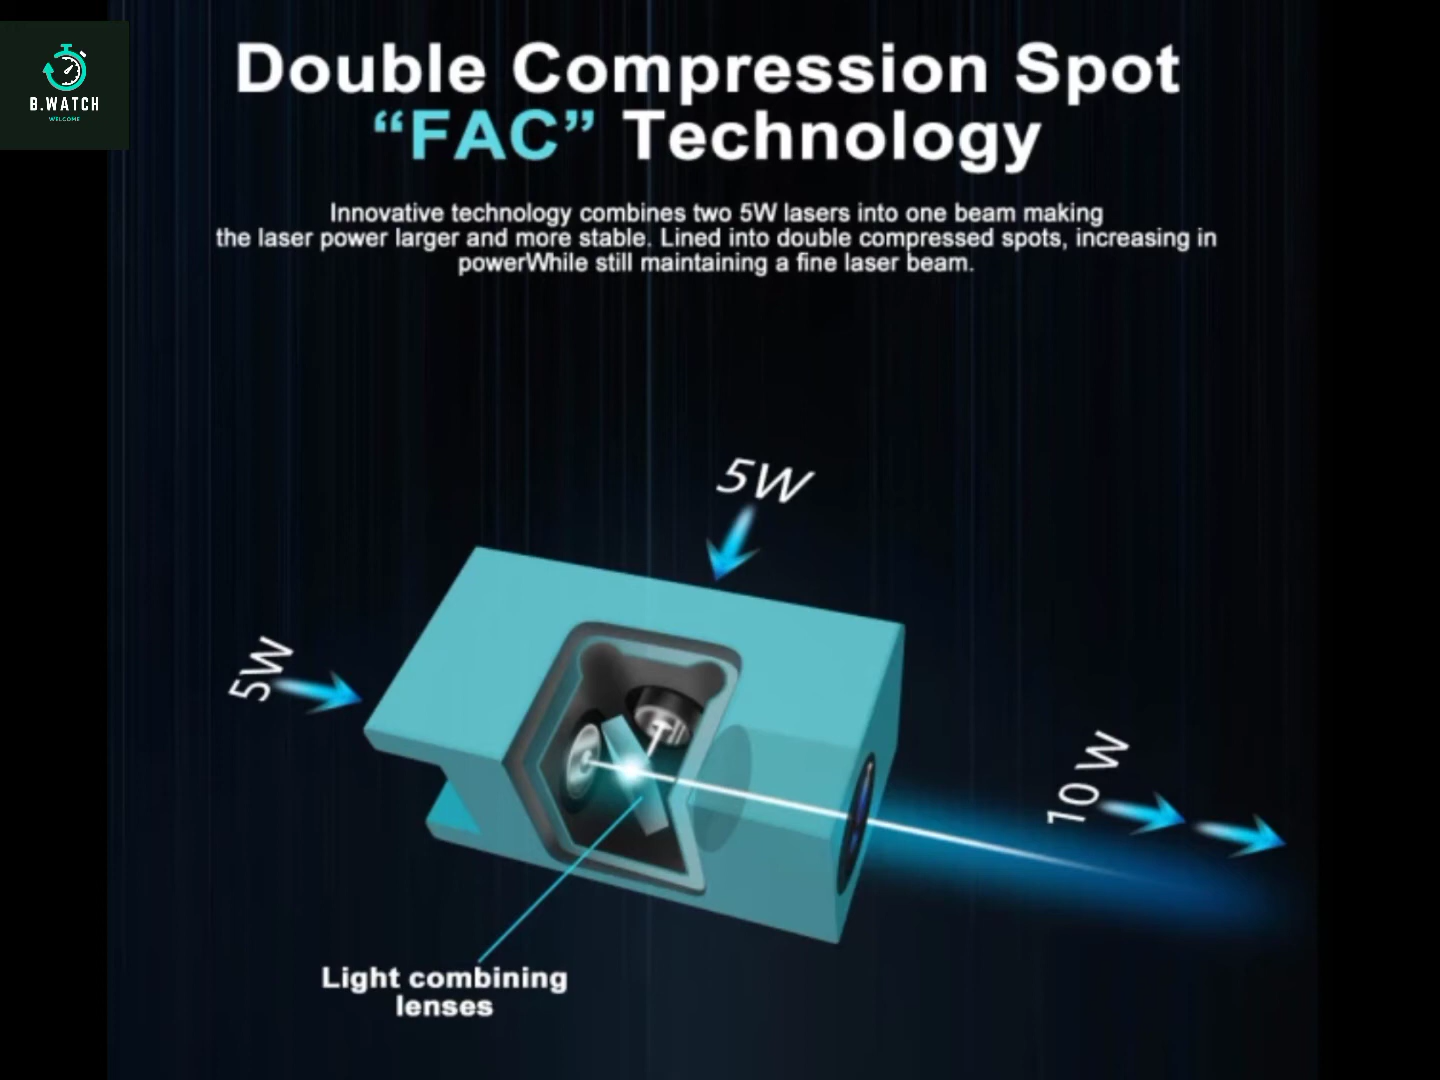 B.WATCH
WELCOME
Double Compression Spot
“FAC” Technology
Innovative technology combines two 5W lasers into one beam making
the laser power larger and more stable. Lined into double compressed spots, increasing in
powerWhile still maintaining a fine laser beam.
5W
5W
10 W
Light combining
lenses